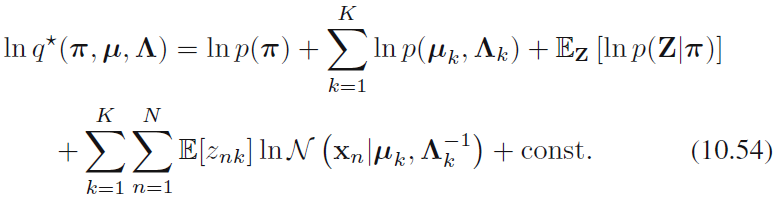 ln q⋆(π, μ, Λ) = ln p(π) + ∑_{k=1}^{K} ln p(μ_k, Λ_k) + 𝔼_Z [ln p(Z|π)]
+ ∑_{k=1}^{K} ∑_{n=1}^{N} 𝔼[z_{nk}] ln 𝒩 (x_n|μ_k, Λ_k^{−1}) + const. (10.54)